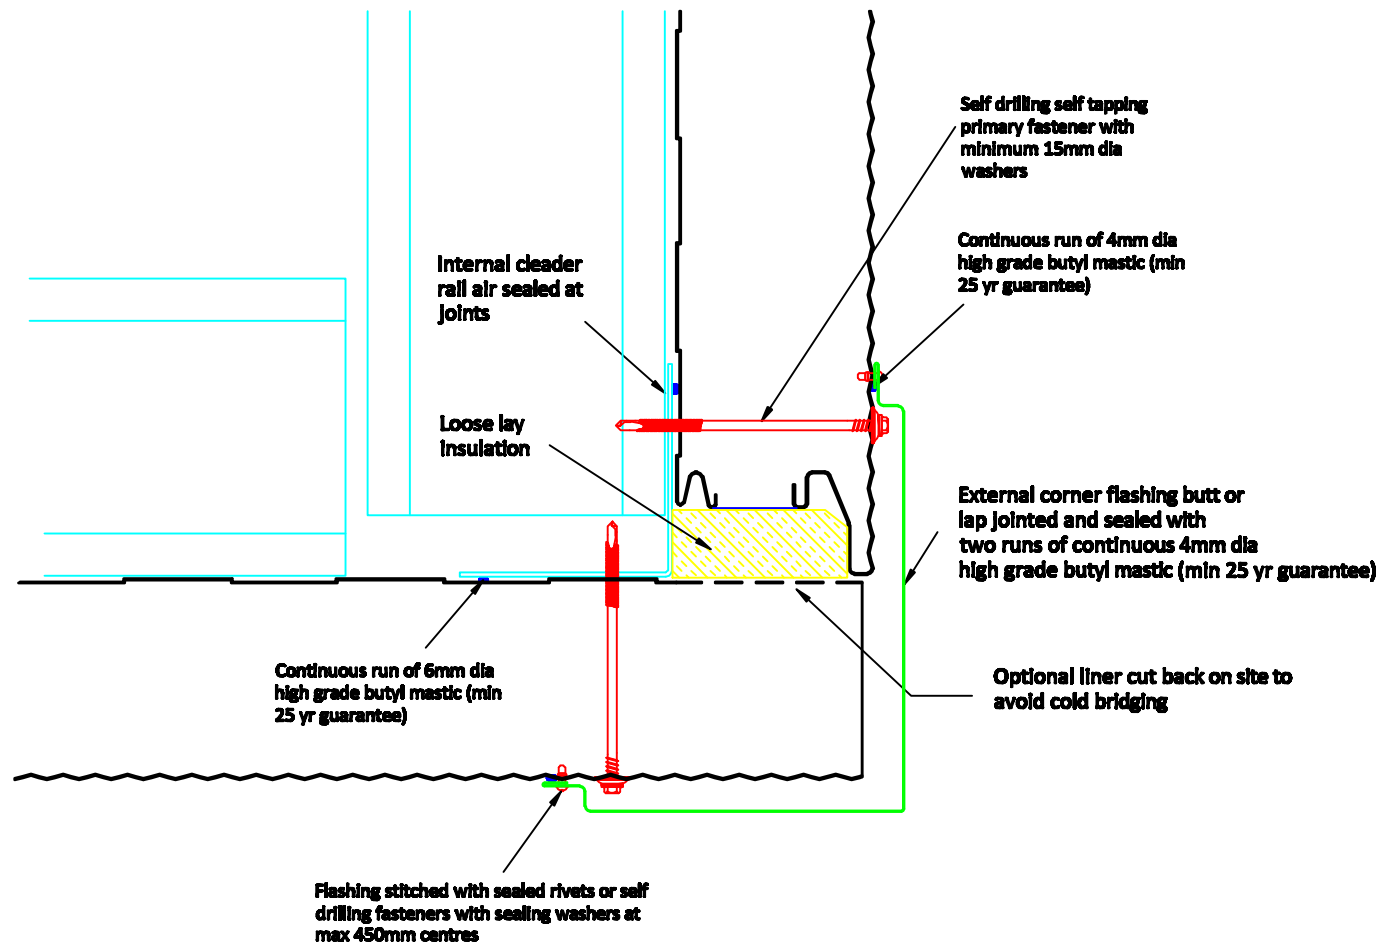 Self drilling self tapping
primary fastener with
minimum 15mm dia
washers
Continuous run of 4mm dia
high grade butyl mastic (min
25 yr guarantee)
Internal cleader
rail air sealed at
joints
Loose lay
insulation
External corner flashing butt or
lap jointed and sealed with
two runs of continuous 4mm dia
high grade butyl mastic (min 25 yr guarantee)
Continuous run of 6mm dia
high grade butyl mastic (min
25 yr guarantee)
Optional liner cut back on site to
avoid cold bridging
Flashing stitched with sealed rivets or self
drilling fasteners with sealing washers at
max 450mm centres